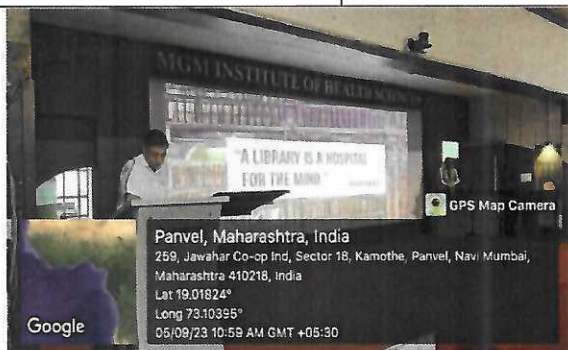 MGM INSTITUTE OF HEALTH SCIENCES
"A LIBRARY IS A HOSPITAL
FOR THE MIND."
GPS Map Camera
Panvel, Maharashtra, India
259, Jawahar Co-op Ind, Sector 18, Kamothe, Panvel, Navi Mumbai,
Maharashtra 410218, India
Lat 19.01824°
Long 73.10395°
05/09/23 10:59 AM GMT +05:30
Google